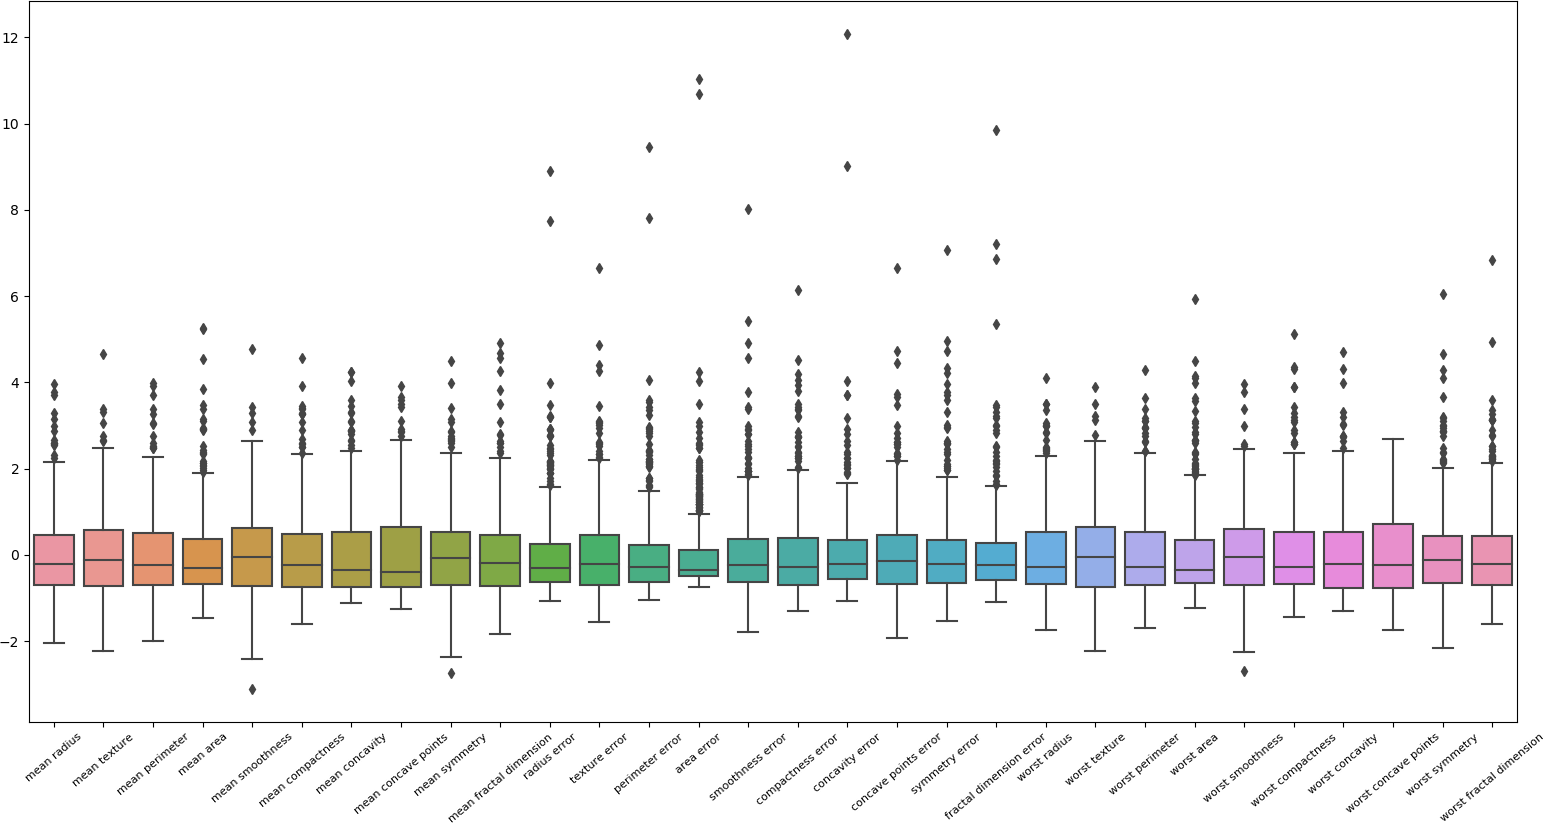 12
10
8
6
4
2
0
−2
mean radius
mean texture
mean perimeter
mean area
mean smoothness
mean compactness
mean concavity
mean concave points
mean symmetry
mean fractal dimension
radius error
texture error
perimeter error
area error
smoothness error
compactness error
concavity error
concave points error
symmetry error
fractal dimension error
worst radius
worst texture
worst perimeter
worst area
worst smoothness
worst compactness
worst concavity
worst concave points
worst symmetry
worst fractal dimension